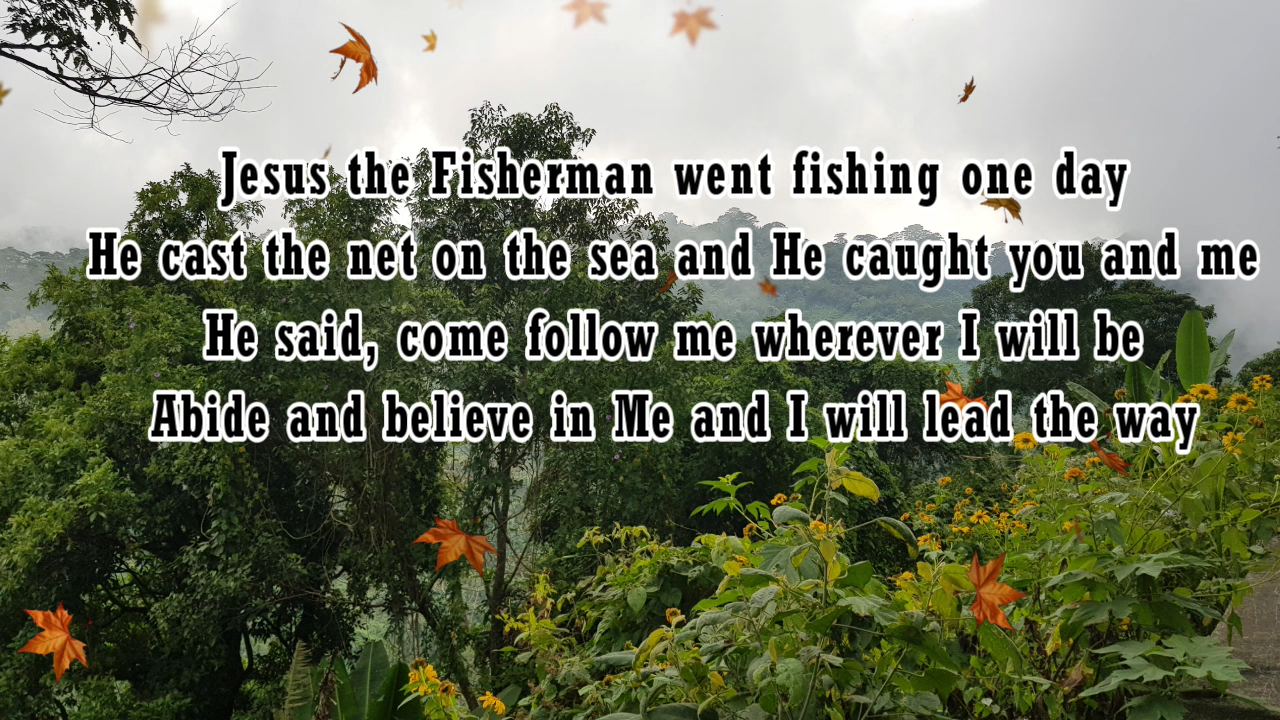 Jesus the Fisherman went fishing one day
He cast the net on the sea and He caught you and me
He said, come follow me wherever I will be
Abide and believe in Me and I will lead the way